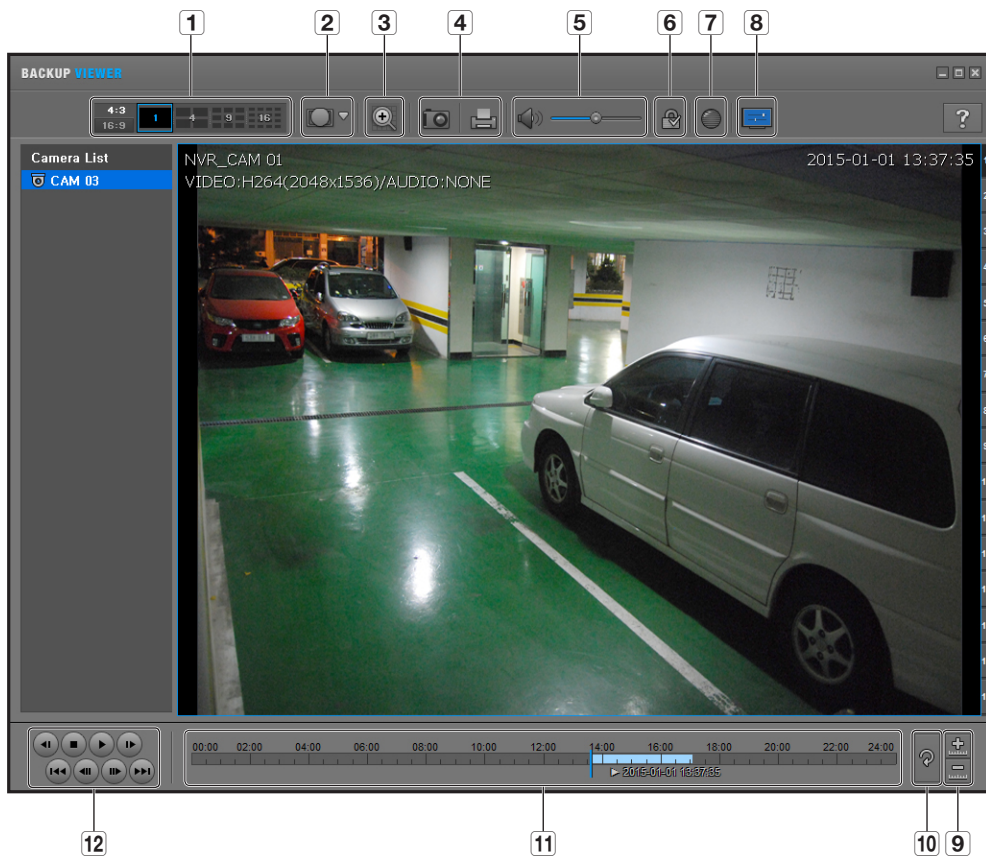 1 2 3 4 5 6 7 8
BACKUP VIEWER
4:3
16:9
1 4 9 16
?
Camera List
CAM 03
NVR_CAM 01
2015-01-01 13:37:35
VIDEO:H264(2048x1536)/AUDIO:NONE
00:00 02:00 04:00 06:00 08:00 10:00 12:00 14:00 16:00 18:00 20:00 22:00 24:00
2015-01-01 13:37:35
12 11 10 9